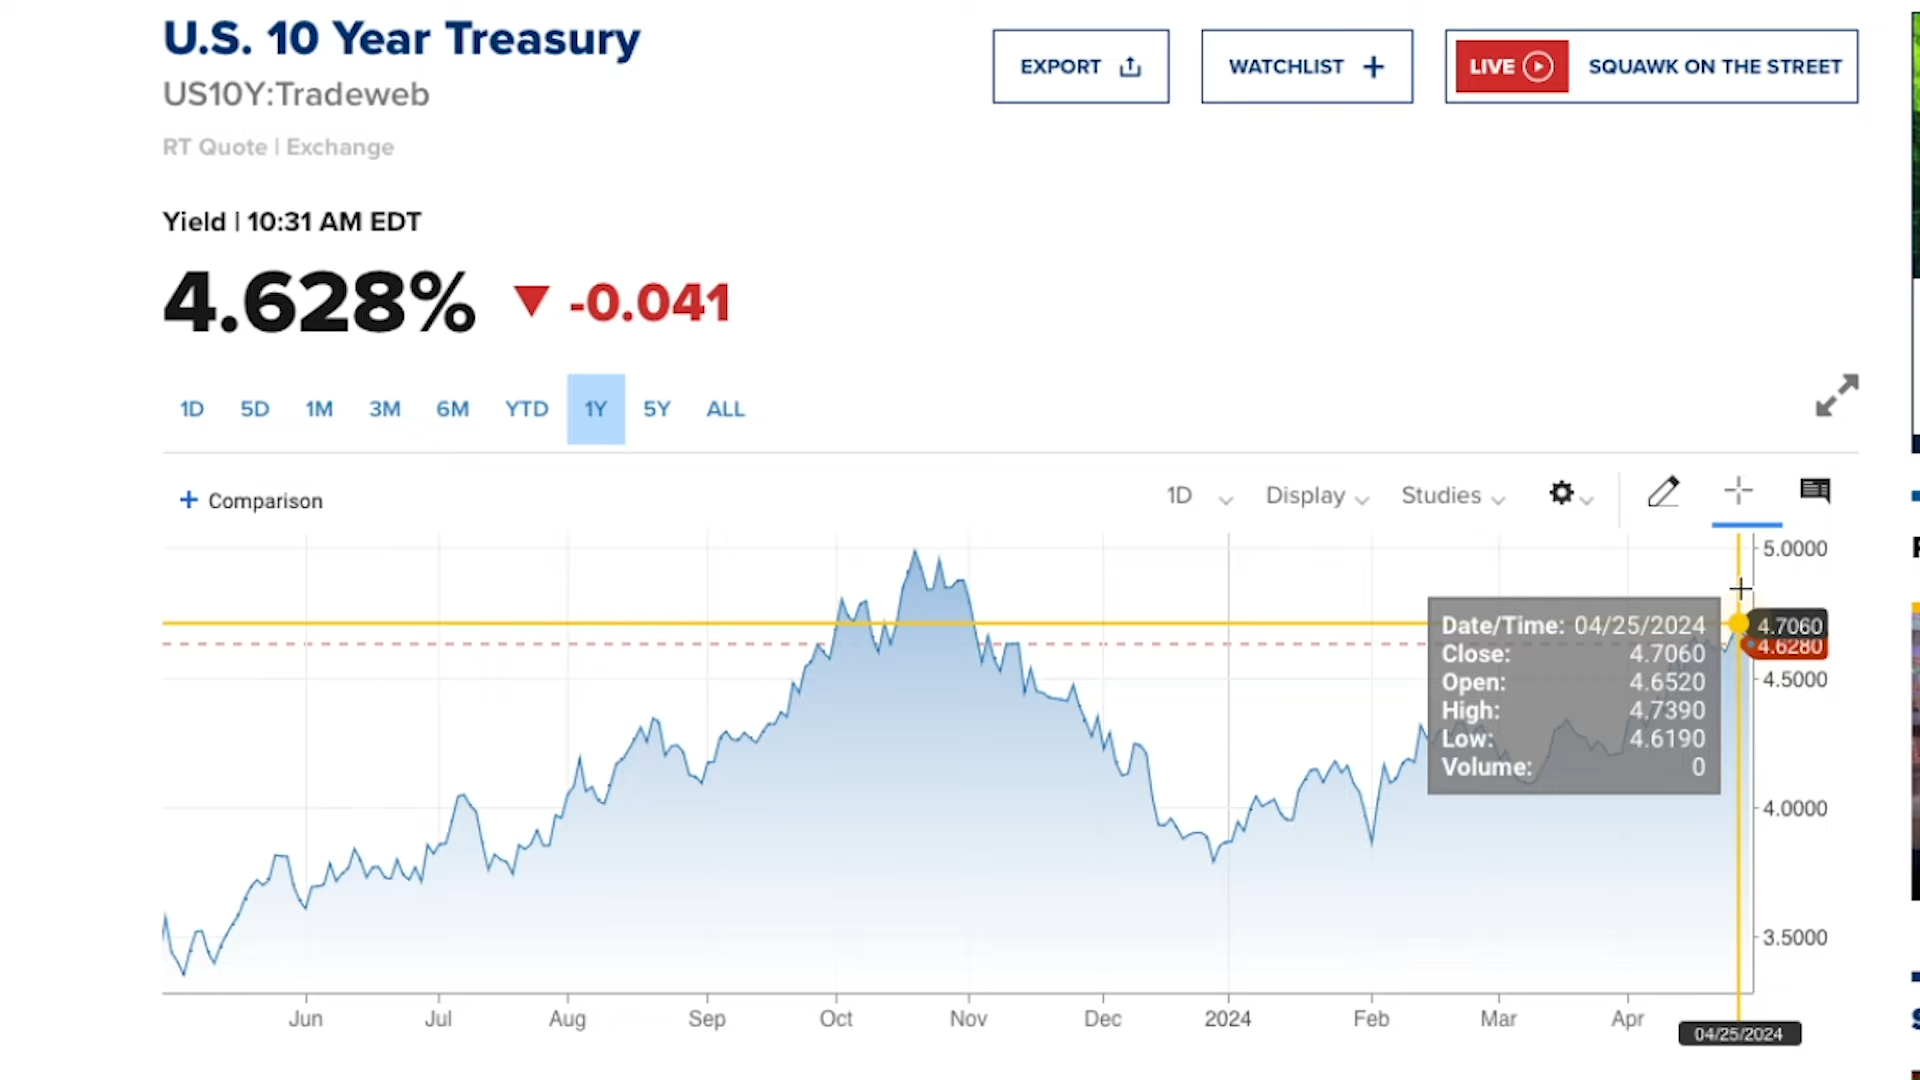 U.S. 10 Year Treasury
US10Y:Tradeweb
RT Quote | Exchange
EXPORT
WATCHLIST +
LIVE SQUAWK ON THE STREET
Yield | 10:31 AM EDT
4.628% ▼ -0.041
1D 5D 1M 3M 6M YTD 1Y 5Y ALL
+ Comparison
1D Display Studies
5.0000
4.7060
4.6280
4.5000
4.0000
3.5000
Date/Time: 04/25/2024
Close: 4.7060
Open: 4.6520
High: 4.7390
Low: 4.6190
Volume: 0
Jun Jul Aug Sep Oct Nov Dec 2024 Feb Mar Apr
04/25/2024